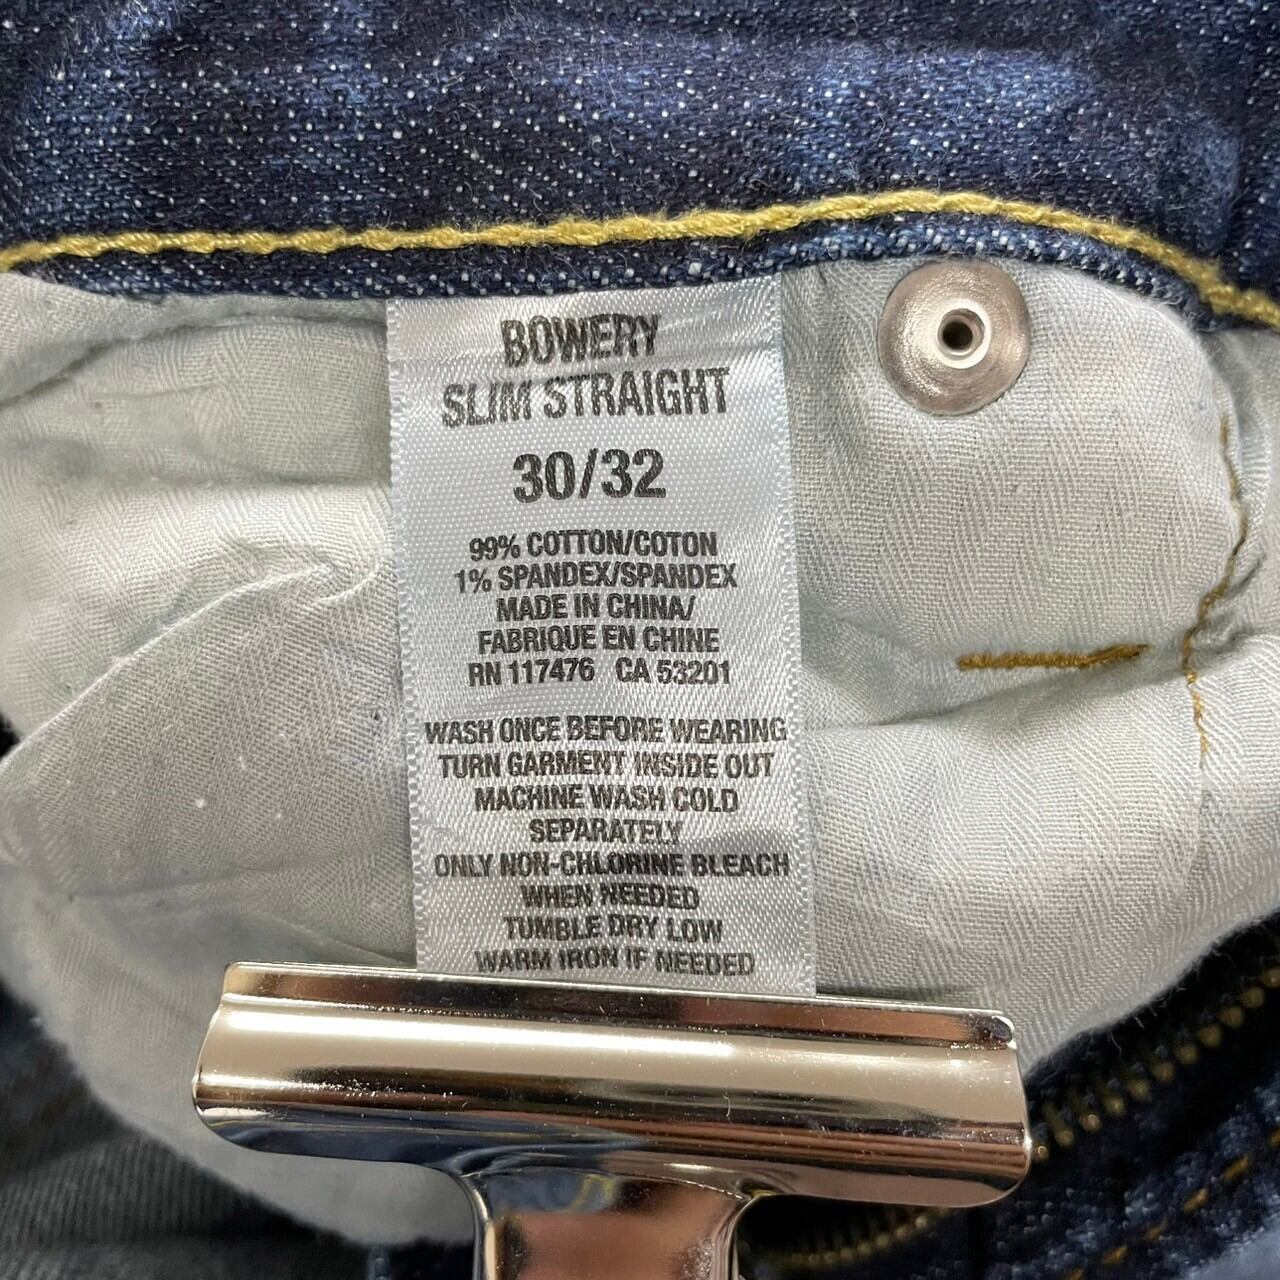 BOWERY
SLIM STRAIGHT
30/32
99% COTTON/COTON
1% SPANDEX/SPANDEX
MADE IN CHINA/
FABRIQUE EN CHINE
RN 117476 CA 53201
WASH ONCE BEFORE WEARING
TURN GARMENT INSIDE OUT
MACHINE WASH COLD
SEPARATELY
ONLY NON-CHLORINE BLEACH
WHEN NEEDED
TUMBLE DRY LOW
WARM IRON IF NEEDED